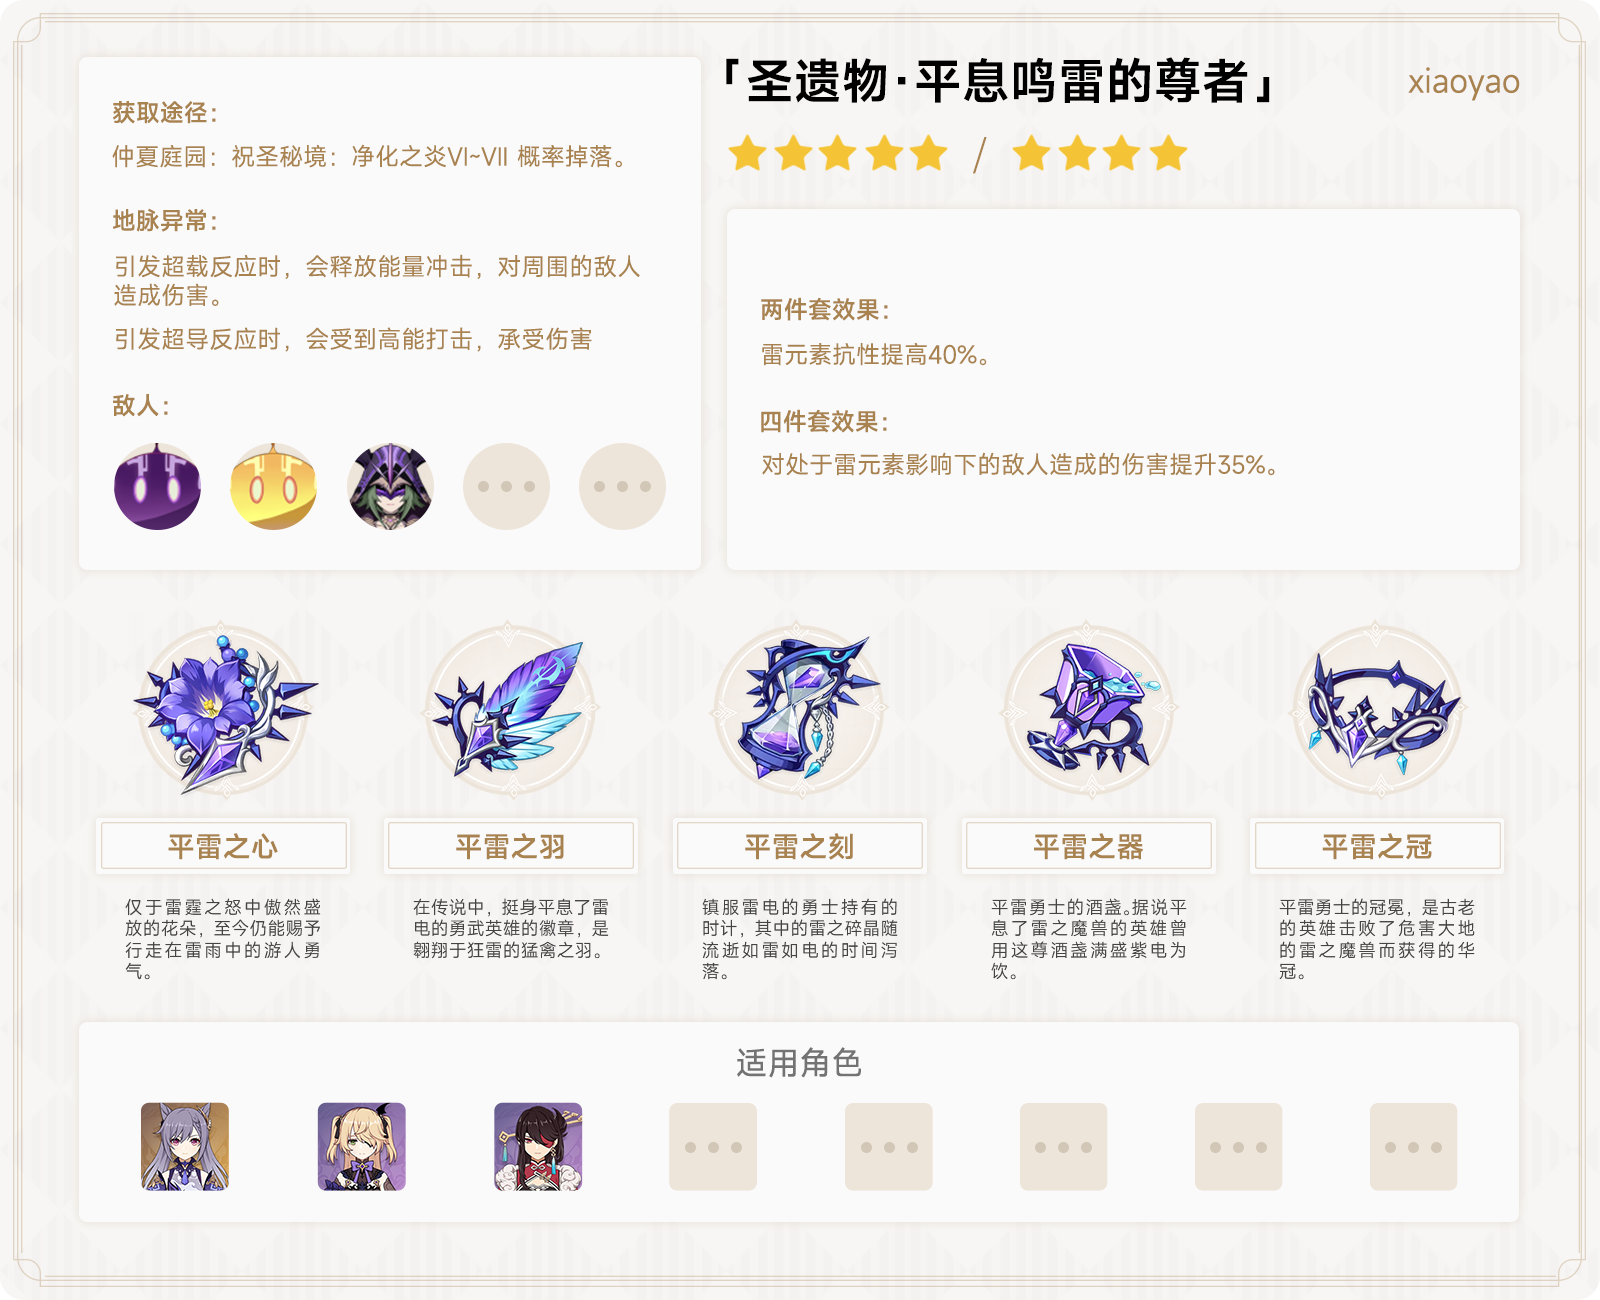 「圣遗物·平息鸣雷的尊者」
xiaoyao
获取途径：
仲夏庭园：祝圣秘境：净化之炎VI~VII 概率掉落。
地脉异常：
引发超载反应时，会释放能量冲击，对周围的敌人
造成伤害。
引发超导反应时，会受到高能打击，承受伤害
敌人：
两件套效果：
雷元素抗性提高40%。
四件套效果：
对处于雷元素影响下的敌人造成的伤害提升35%。
平雷之心
仅于雷霆之怒中傲然盛
放的花朵，至今仍能赐予
行走在雷雨中的游人勇
气。
平雷之羽
在传说中，挺身平息了雷
电的勇武英雄的徽章，是
翱翔于狂雷的猛禽之羽。
平雷之刻
镇服雷电的勇士持有的
时计，其中的雷之碎晶随
流逝如雷如电的时间泻
落。
平雷之器
平雷勇士的酒盏。据说平
息了雷之魔兽的英雄曾
用这尊酒盏满盛紫电为
饮。
平雷之冠
平雷勇士的冠冕，是古老
的英雄击败了危害大地
的雷之魔兽而获得的华
冠。
适用角色